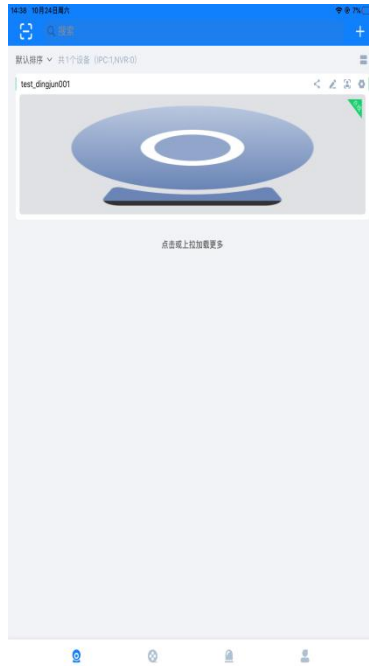 14:38 10月24日周六 7%
搜索
默认排序 共1个设备 (IPC:1,NVR:0)
test_dingjun001
点击或上拉加载更多